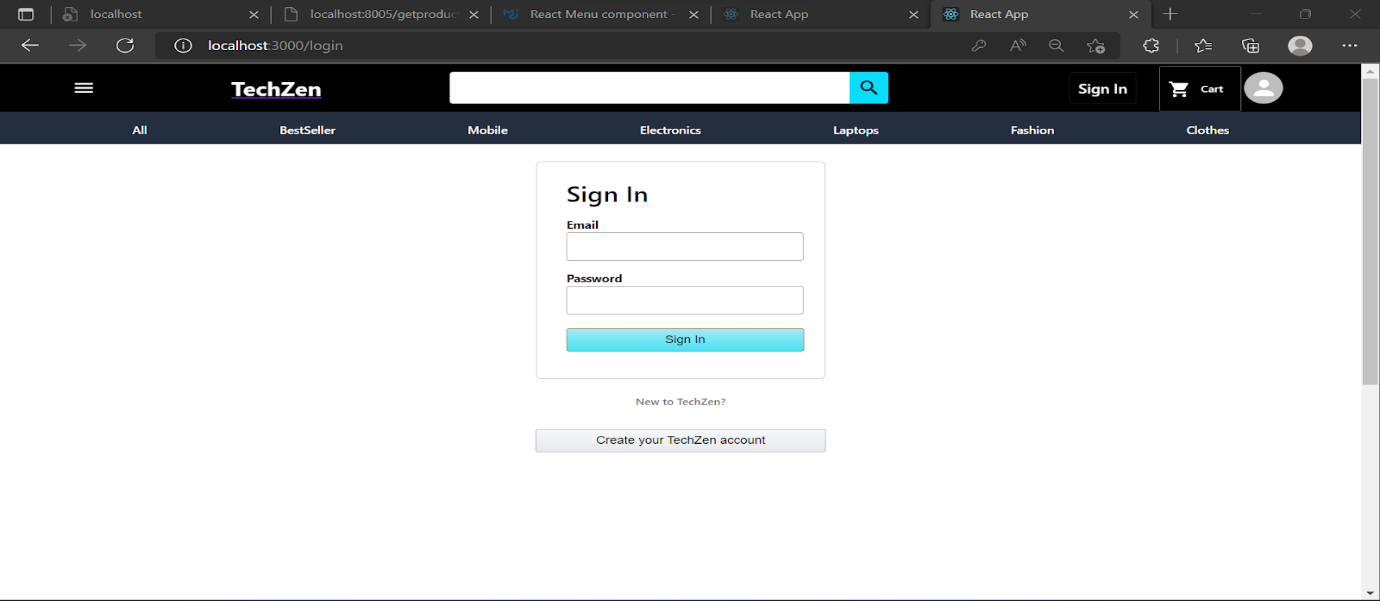 localhost
localhost:8005/getproduc
React Menu component
React App
React App
localhost:3000/login
TechZen
Sign In
Cart
All
BestSeller
Mobile
Electronics
Laptops
Fashion
Clothes
Sign In
Email
Password
Sign In
New to TechZen?
Create your TechZen account